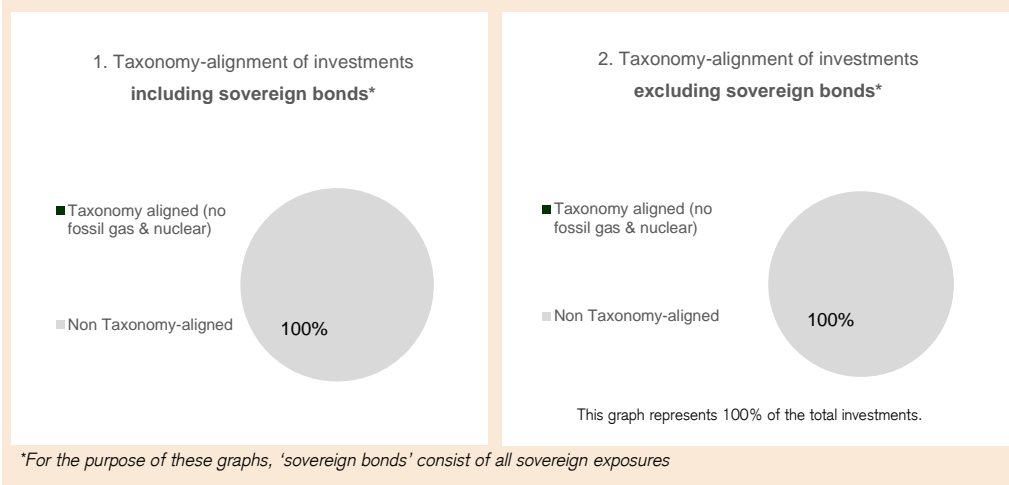 1. Taxonomy-alignment of investments
including sovereign bonds*
Taxonomy aligned (no
fossil gas & nuclear)
Non Taxonomy-aligned
100%
2. Taxonomy-alignment of investments
excluding sovereign bonds*
Taxonomy aligned (no
fossil gas & nuclear)
Non Taxonomy-aligned
100%
This graph represents 100% of the total investments.
*For the purpose of these graphs, ‘sovereign bonds’ consist of all sovereign exposures